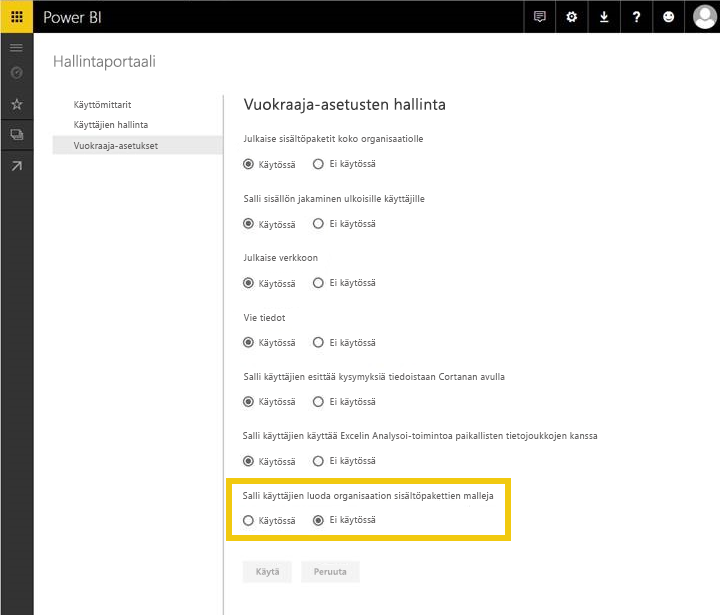 Power BI
Hallintaportaali
Käyttömittarit
Käyttäjien hallinta
Vuokraaja-asetukset
Vuokraaja-asetusten hallinta
Julkaise sisältöpaketit koko organisaatiolle
Käytössä Ei käytössä
Salli sisällön jakaminen ulkoisille käyttäjille
Käytössä Ei käytössä
Julkaise verkkoon
Käytössä Ei käytössä
Vie tiedot
Käytössä Ei käytössä
Salli käyttäjien esittää kysymyksiä tiedoistaan Cortanan avulla
Käytössä Ei käytössä
Salli käyttäjien käyttää Excelin Analysoi-toimintoa paikallisten tietojoukkojen kanssa
Käytössä Ei käytössä
Salli käyttäjien luoda organisaation sisältöpakettien malleja
Käytössä Ei käytössä
Käytä Peruuta